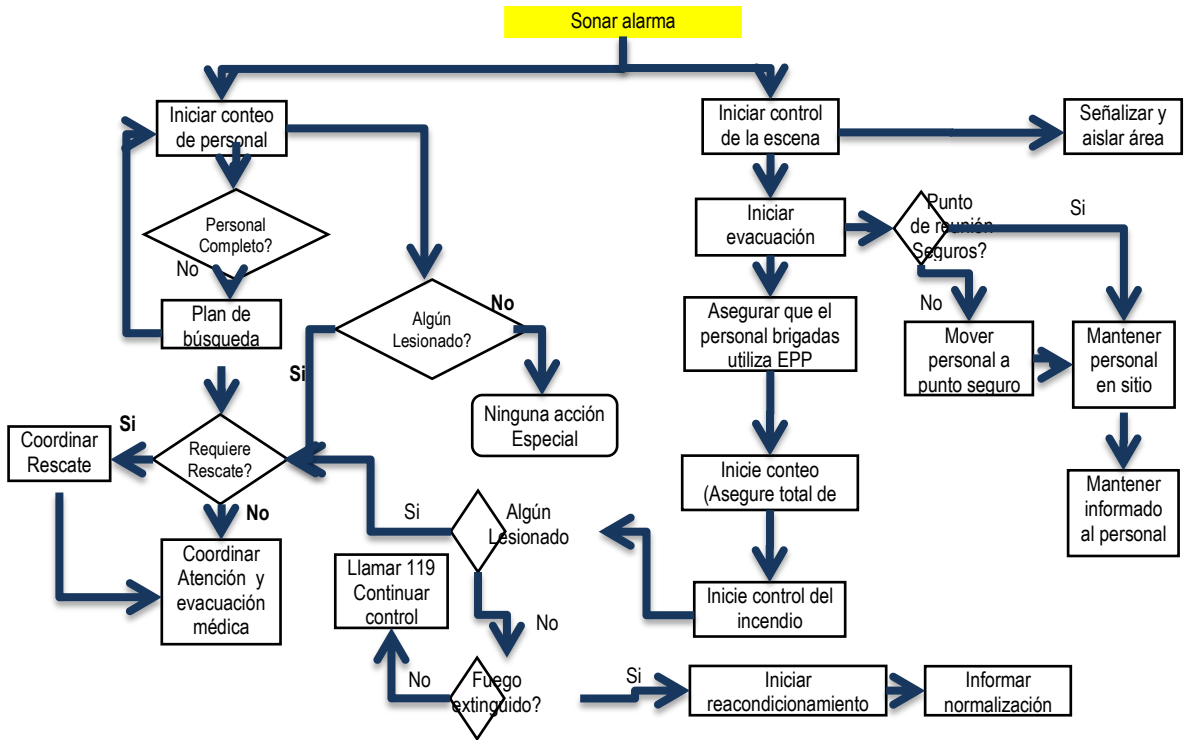 Sonar alarma
Iniciar conteo
de personal
Iniciar control
de la escena
Señalizar y
aislar área
Personal
Completo?
No
Plan de
búsqueda
Iniciar
evacuación
Punto
de reunión
Seguros?
Si
No
Algún
Lesionado?
No
Si
Ninguna acción
Especial
Asegurar que el
personal brigadas
utiliza EPP
Mover
personal a
punto seguro
Mantener
personal
en sitio
Mantener
informado
al personal
Requiere
Rescate?
Si
Coordinar
Rescate
No
Coordinar
Atención y
evacuación
médica
Inicie conteo
(Asegure total de
Inicie control del
incendio
Algún
Lesionado
Si
No
Llamar 119
Continuar
control
Fuego
extinguido?
No
Si
Iniciar
reacondicionamiento
Informar
normalización